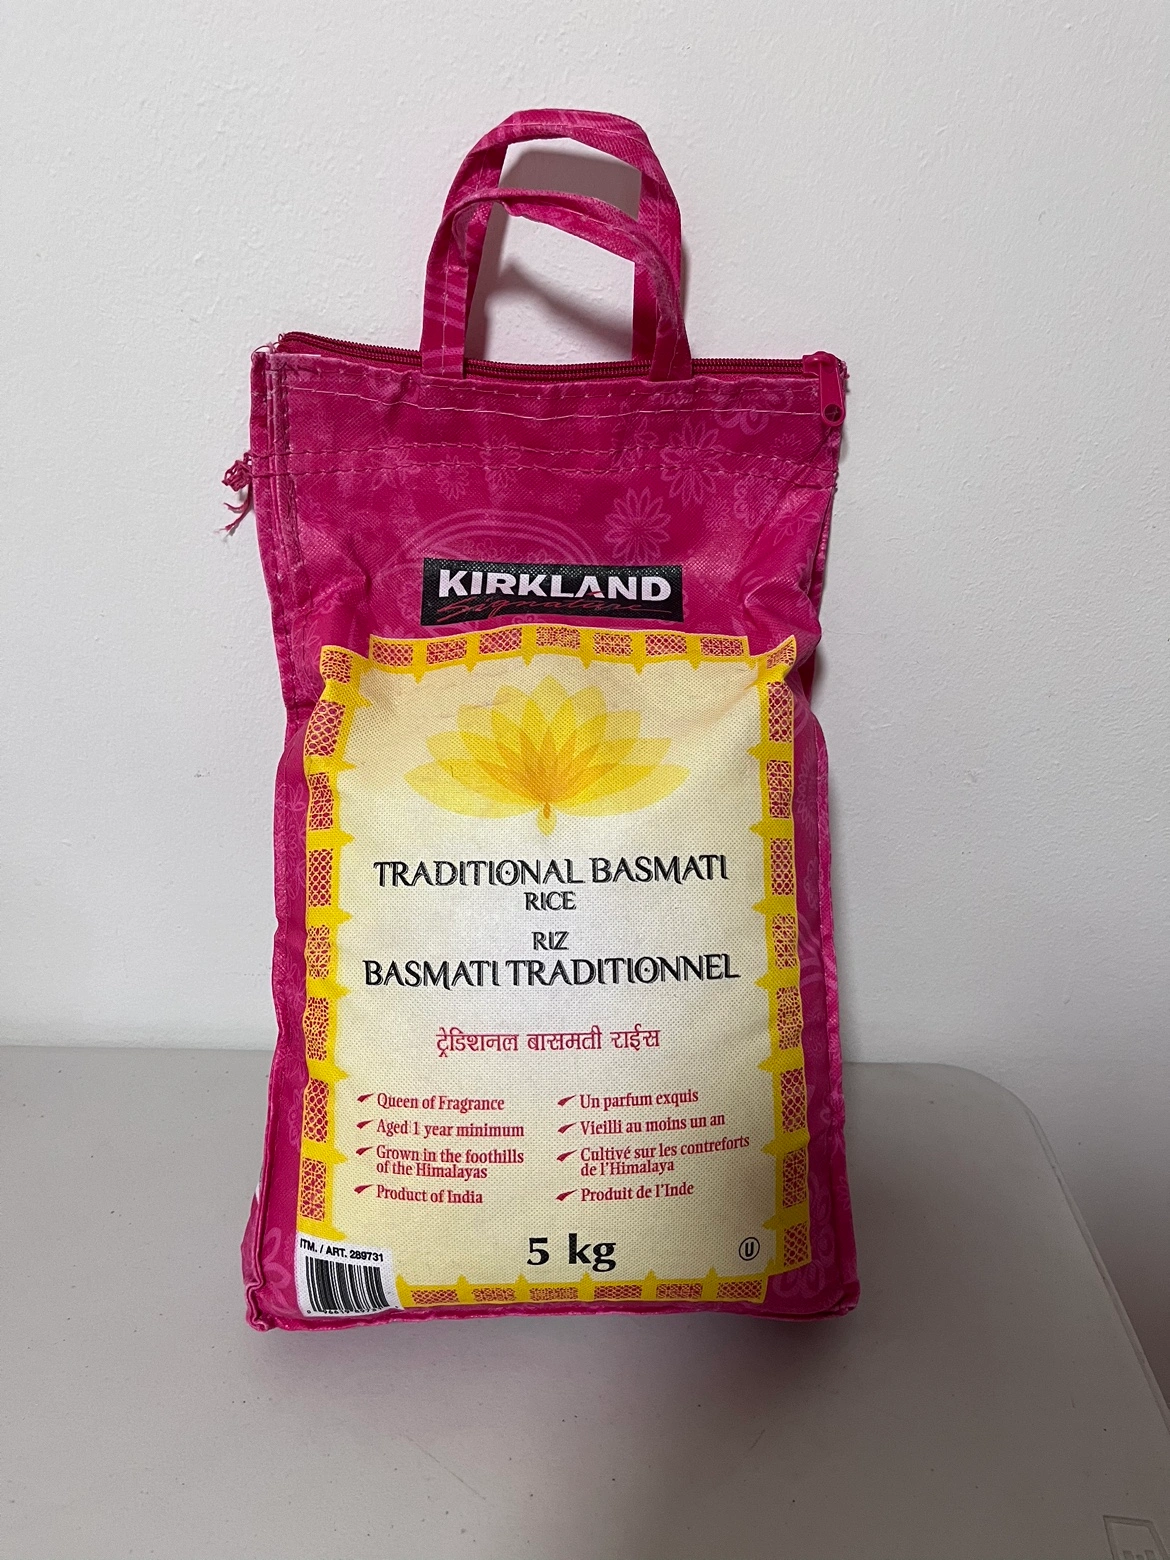 KIRKLAND
Signature
TRADITIONAL BASMATI
RICE
RIZ
BASMATI TRADITIONNEL
ट्रेडिशनल बासमती राईस
Queen of Fragrance
Aged 1 year minimum
Grown in the foothills
of the Himalayas
Product of India
Un parfum exquis
Vieilli au moins un an
Cultivé sur les contreforts
de l'Himalaya
Produit de l'Inde
ITM. / ART. 289731
5 kg
U